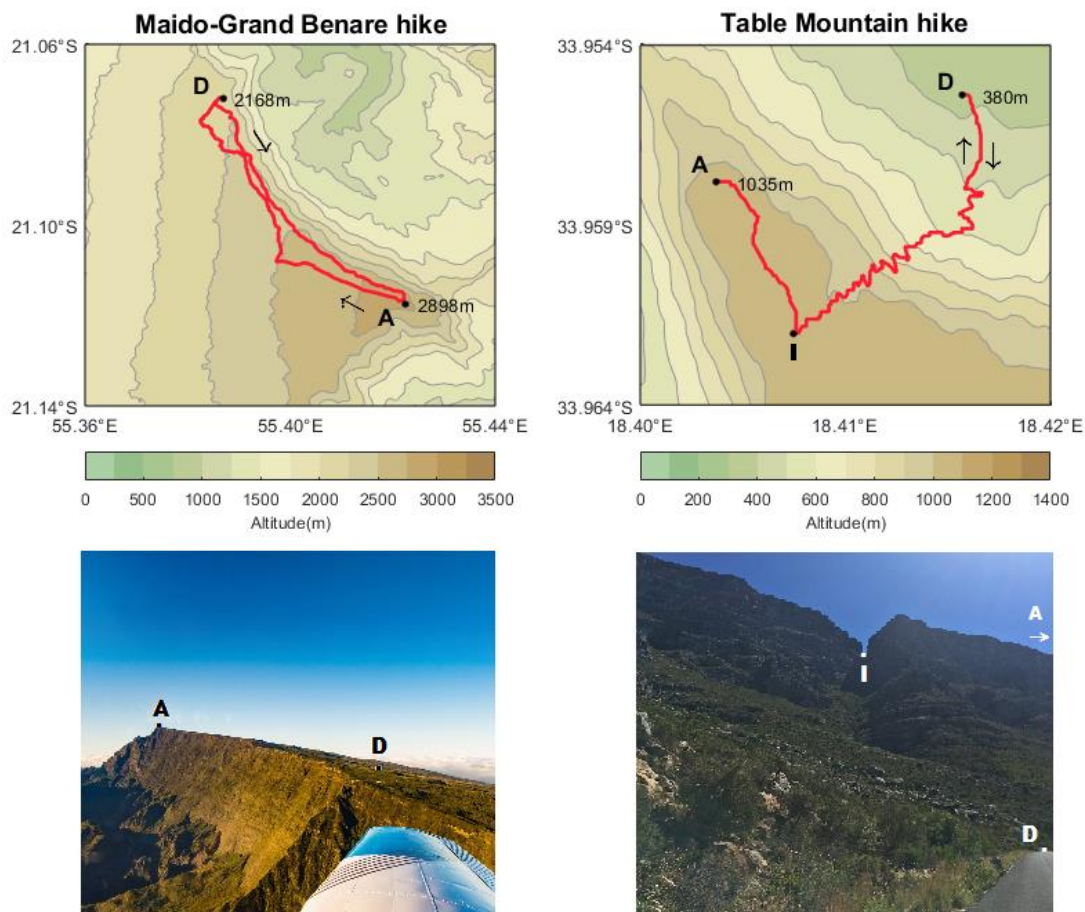 Maido-Grand Benare hike
21.06°S
D
2168m
21.10°S
2898m
A
21.14°S
55.36°E 55.40°E 55.44°E
0 500 1000 1500 2000 2500 3000 3500
Altitude(m)
Table Mountain hike
33.954°S
D
380m
A
1035m
33.959°S
I
33.964°S
18.40°E 18.41°E 18.42°E
0 200 400 600 800 1000 1200 1400
Altitude(m)
A
D
A
I
D